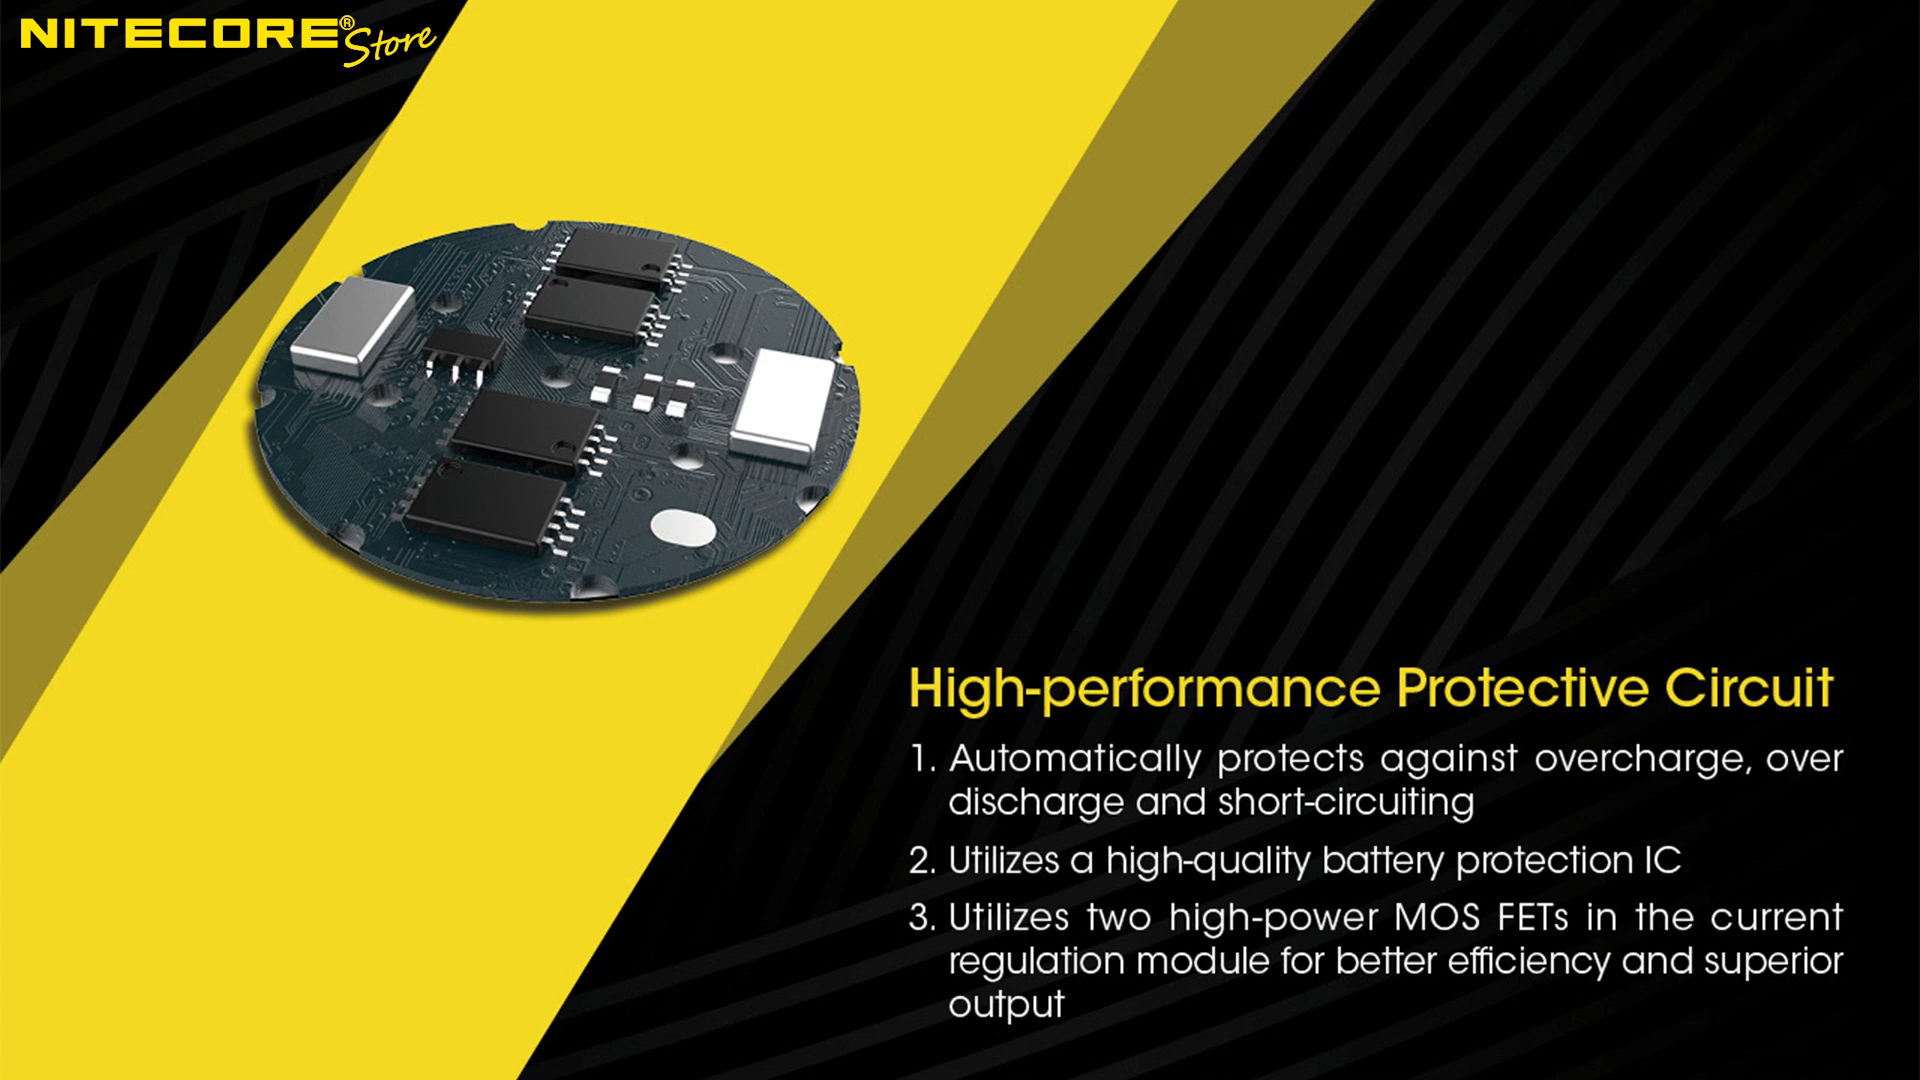 NITECORE® Store
High-performance Protective Circuit
1. Automatically protects against overcharge, over
discharge and short-circuiting
2. Utilizes a high-quality battery protection IC
3. Utilizes two high-power MOS FETs in the current
regulation module for better efficiency and superior
output